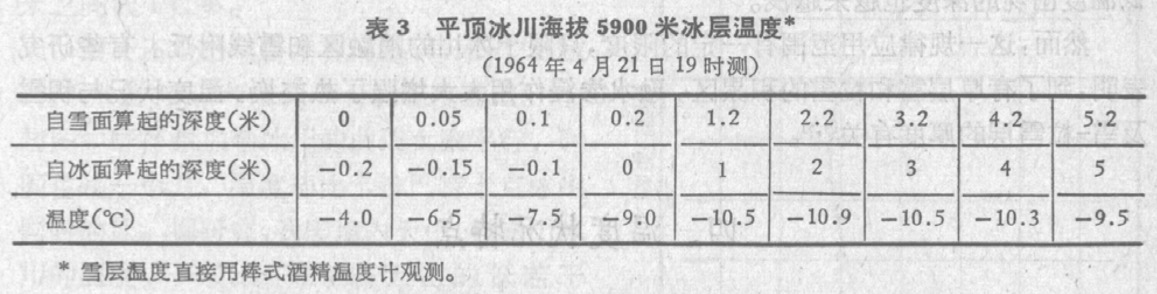 表 3 平顶冰川海拔 5900 米冰层温度*
(1964 年 4 月 21 日 19 时测)
自雪面算起的深度(米) 0 0.05 0.1 0.2 1.2 2.2 3.2 4.2 5.2
自冰面算起的深度(米) −0.2 −0.15 −0.1 0 1 2 3 4 5
温度(℃) −4.0 −6.5 −7.5 −9.0 −10.5 −10.9 −10.5 −10.3 −9.5
* 雪层温度直接用棒式酒精温度计观测。